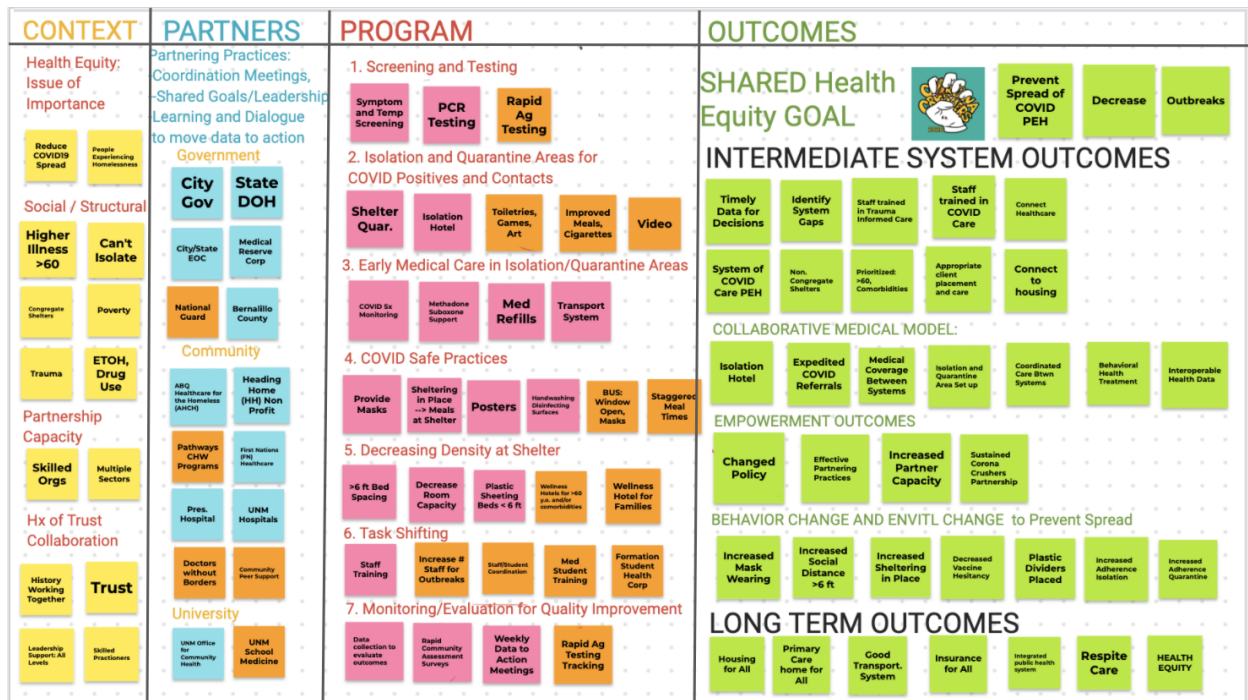 CONTEXT
Health Equity:
Issue of
Importance
Reduce
COVID19
Spread
People
Experiencing
Homelessness
Social / Structural
Higher
Illness
>60
Can't
Isolate
Congregate
Shelters
Poverty
Trauma
ETOH,
Drug
Use
Partnership
Capacity
Skilled
Orgs
Multiple
Sectors
Hx of Trust
Collaboration
History
Working
Together
Trust
Leadership
Support: All
Levels
Skilled
Practioners
PARTNERS
Partnering Practices:
Coordination Meetings,
-Shared Goals/Leadership
Learning and Dialogue
to move data to action
Government
City
Gov
State
DOH
City/State
EOC
Medical
Reserve
Corp
National
Guard
Bernalillo
County
Community
ABQ
Healthcare for
the Homeless
(AHCH)
Heading
Home
(HH) Non
Profit
Pathways
CHW
Programs
First Nations
(FN)
Healthcare
Pres.
Hospital
UNM
Hospitals
Doctors
without
Borders
Community
Peer Support
University
UNM Office
for
Community
Health
UNM
School
Medicine
PROGRAM
1. Screening and Testing
Symptom
and Temp
Screening
PCR
Testing
Rapid
Ag
Testing
2. Isolation and Quarantine Areas for
COVID Positives and Contacts
Shelter
Quar.
Isolation
Hotel
Toiletries,
Games,
Art
Improved
Meals,
Cigarettes
Video
3. Early Medical Care in Isolation/Quarantine Areas
COVID Sx
Monitoring
Methadone
Suboxone
Support
Med
Refills
Transport
System
4. COVID Safe Practices
Provide
Masks
Sheltering
in Place
--> Meals
at Shelter
Posters
Handwashing
Disinfecting
Surfaces
BUS:
Window
Open,
Masks
Staggered
Meal
Times
5. Decreasing Density at Shelter
>6 ft Bed
Spacing
Decrease
Room
Capacity
Plastic
Sheeting
Beds < 6 ft
Wellness
Hotels for >60
y.o. and/or
comorbidities
Wellness
Hotel for
Families
6. Task Shifting
Staff
Training
Increase #
Staff for
Outbreaks
Staff/Student
Coordination
Med
Student
Training
Formation
Student
Health
Corp
7. Monitoring/Evaluation for Quality Improvement
Data
collection to
evaluate
outcomes
Rapid
Community
Assessment
Surveys
Weekly
Data to
Action
Meetings
Rapid Ag
Testing
Tracking
OUTCOMES
SHARED Health
Equity GOAL
Prevent
Spread of
COVID
PEH
Decrease
Outbreaks
INTERMEDIATE SYSTEM OUTCOMES
Timely
Data for
Decisions
Identify
System
Gaps
Staff trained
in Trauma
Informed Care
Staff
trained in
COVID
Care
Connect
Healthcare
System of
COVID
Care PEH
Non.
Congregate
Shelters
Prioritized:
>60,
Comorbidities
Appropriate
client
placement
and care
Connect
to
housing
COLLABORATIVE MEDICAL MODEL:
Isolation
Hotel
Expedited
COVID
Referrals
Medical
Coverage
Between
Systems
Isolation and
Quarantine
Area Set up
Coordinated
Care Btwn
Systems
Behavioral
Health
Treatment
Interoperable
Health Data
EMPOWERMENT OUTCOMES
Changed
Policy
Effective
Partnering
Practices
Increased
Partner
Capacity
Sustained
Corona
Crushers
Partnership
BEHAVIOR CHANGE AND ENVITL CHANGE to Prevent Spread
Increased
Mask
Wearing
Increased
Social
Distance
>6 ft
Increased
Sheltering
in Place
Decreased
Vaccine
Hesitancy
Plastic
Dividers
Placed
Increased
Adherence
Isolation
Increased
Adherence
Quarantine
LONG TERM OUTCOMES
Housing
for All
Primary
Care
home for
All
Good
Transport.
System
Insurance
for All
Integrated
public health
system
Respite
Care
HEALTH
EQUITY